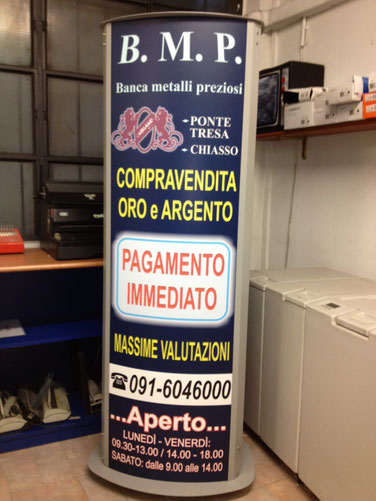 B. M. P.
Banca metalli preziosi
- PONTE
TRESA
- CHIASSO
COMPRAVENDITA
ORO e ARGENTO
PAGAMENTO
IMMEDIATO
MASSIME VALUTAZIONI
☎091-6046000
...Aperto...
LUNEDÌ - VENERDÌ:
09.30-13.00 / 14.00 - 18.00
SABATO: dalle 9.00 alle 14.00